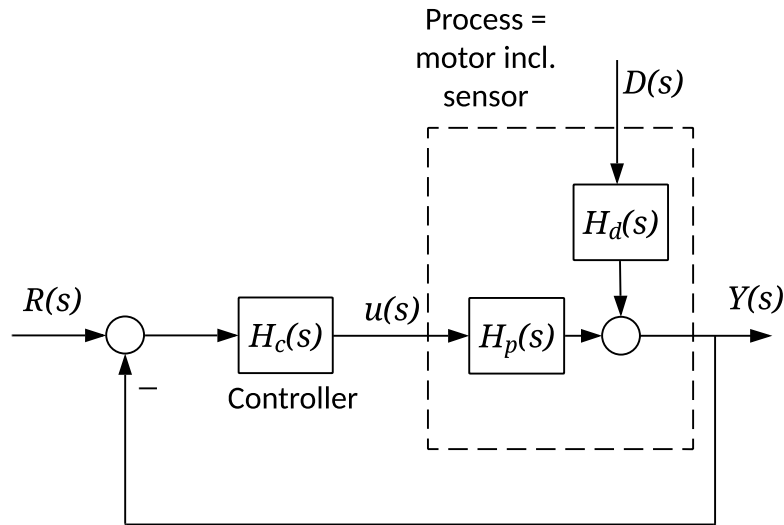 Process =
motor incl.
sensor
D(s)
H_d(s)
R(s)
H_c(s)
u(s)
H_p(s)
Y(s)
–
Controller